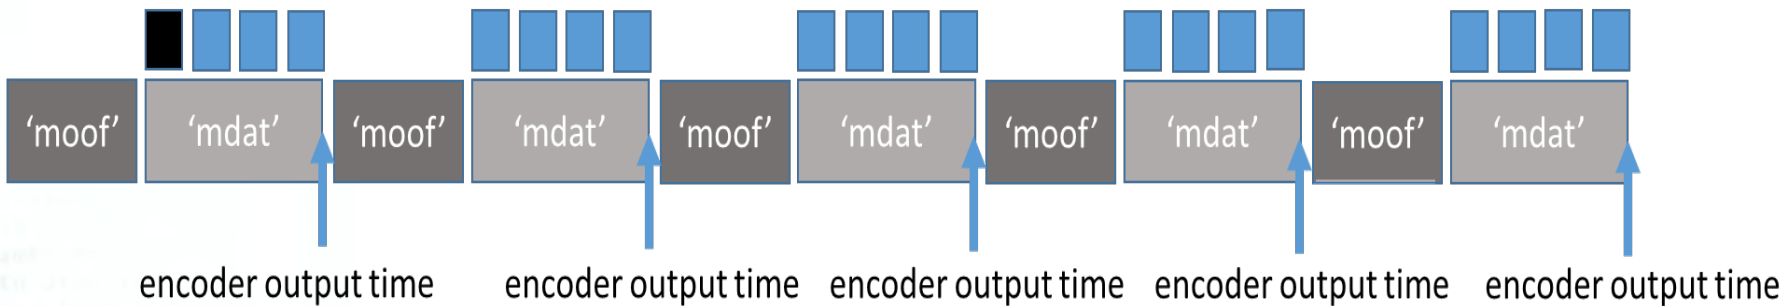 ‘moof’ ‘mdat’ ‘moof’ ‘mdat’ ‘moof’ ‘mdat’ ‘moof’ ‘mdat’ ‘moof’ ‘mdat’
encoder output time encoder output time encoder output time encoder output time encoder output time